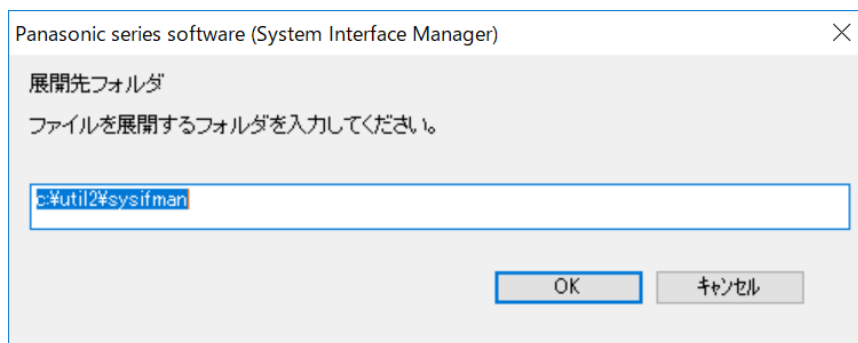 Panasonic series software (System Interface Manager)
展開先フォルダ
ファイルを展開するフォルダを入力してください。
c:¥util2¥sysifman
OK
キャンセル